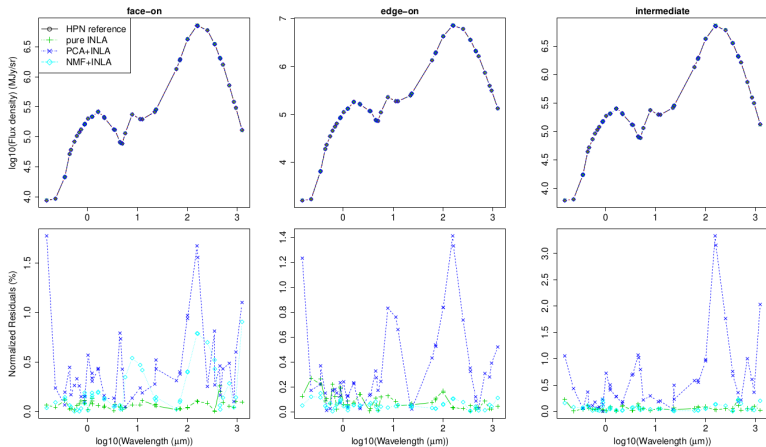 face−on
edge−on
intermediate
log10(Flux density) (MJy/sr)
HPN reference
pure INLA
PCA+INLA
NMF+INLA
4.0 4.5 5.0 5.5 6.0 6.5
0 1 2 3
4 5 6 7
0 1 2 3
4.0 4.5 5.0 5.5 6.0 6.5
0 1 2 3
Normalized Residuals (%)
0.0 0.5 1.0 1.5
0.0 0.2 0.4 0.6 0.8 1.0 1.2 1.4
0.0 0.5 1.0 1.5 2.0 2.5 3.0
log10(Wavelength (μm))
log10(Wavelength (μm))
log10(Wavelength (μm))